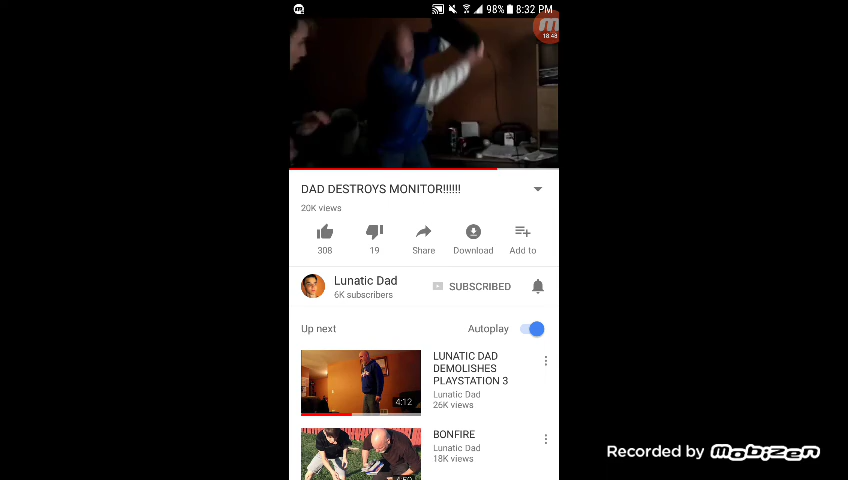 98% 8:32 PM
18:48
DAD DESTROYS MONITOR!!!!!!
20K views
308 19 Share Download Add to
Lunatic Dad
6K subscribers
SUBSCRIBED
Up next Autoplay
LUNATIC DAD
DEMOLISHES
PLAYSTATION 3
Lunatic Dad
26K views
4:12
BONFIRE
Lunatic Dad
18K views
Recorded by mobizen